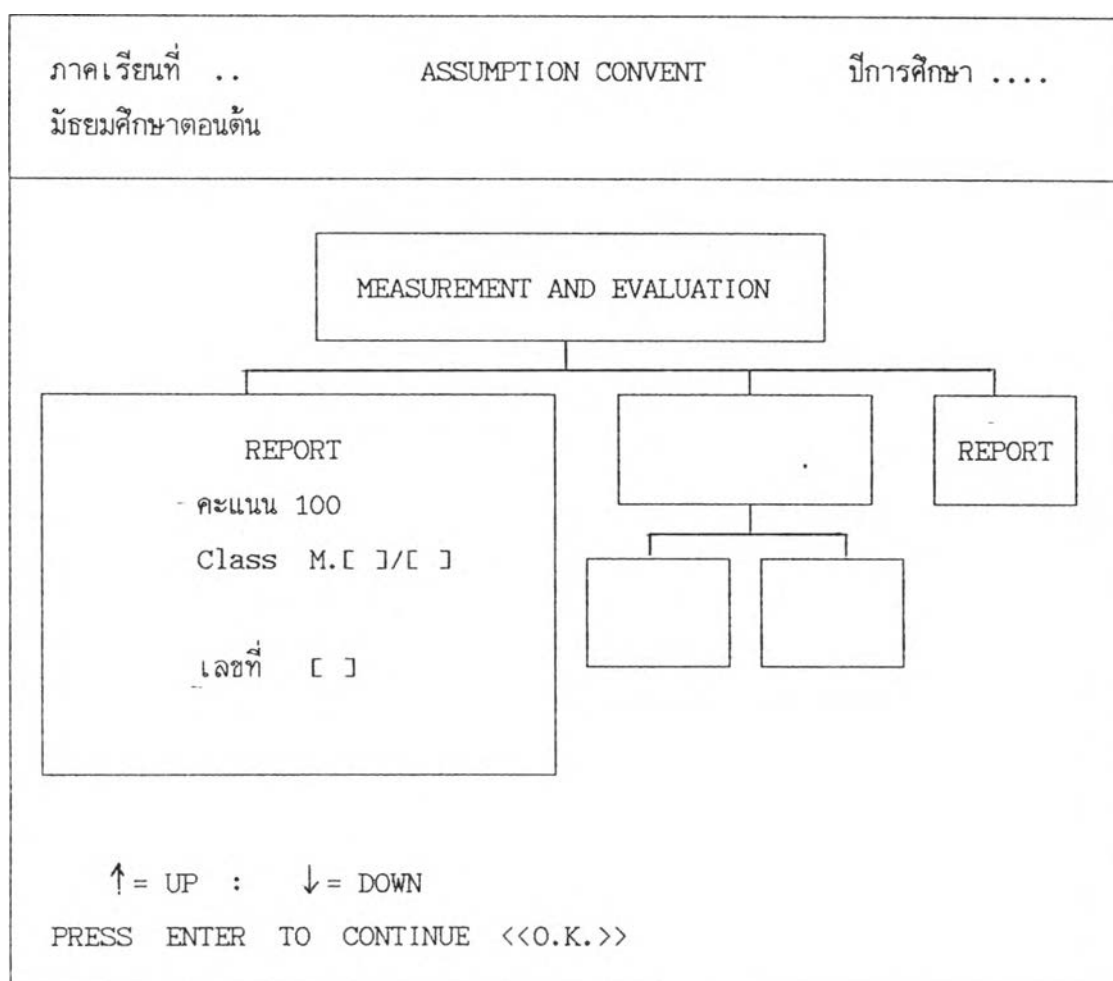 ภาคเรียนที่ .. ASSUMPTION CONVENT ปีการศึกษา ....
มัธยมศึกษาตอนต้น
MEASUREMENT AND EVALUATION
REPORT
คะแนน 100
Class M.[ ]/[ ]
เลขที่ [ ]
REPORT
↑= UP : ↓= DOWN
PRESS ENTER TO CONTINUE <<O.K.>>